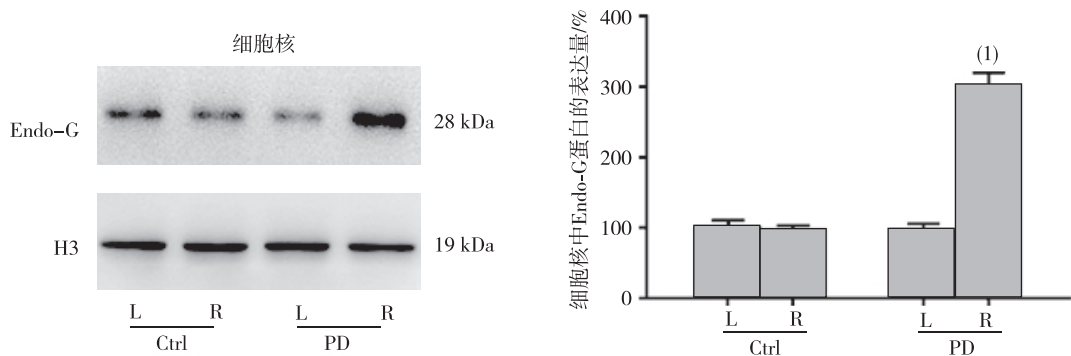 细胞核
Endo-G
28 kDa
H3
19 kDa
L
R
L
R
Ctrl
PD
细胞核中Endo-G蛋白的表达量/%
400
300
200
100
0
(1)
L
R
L
R
Ctrl
PD